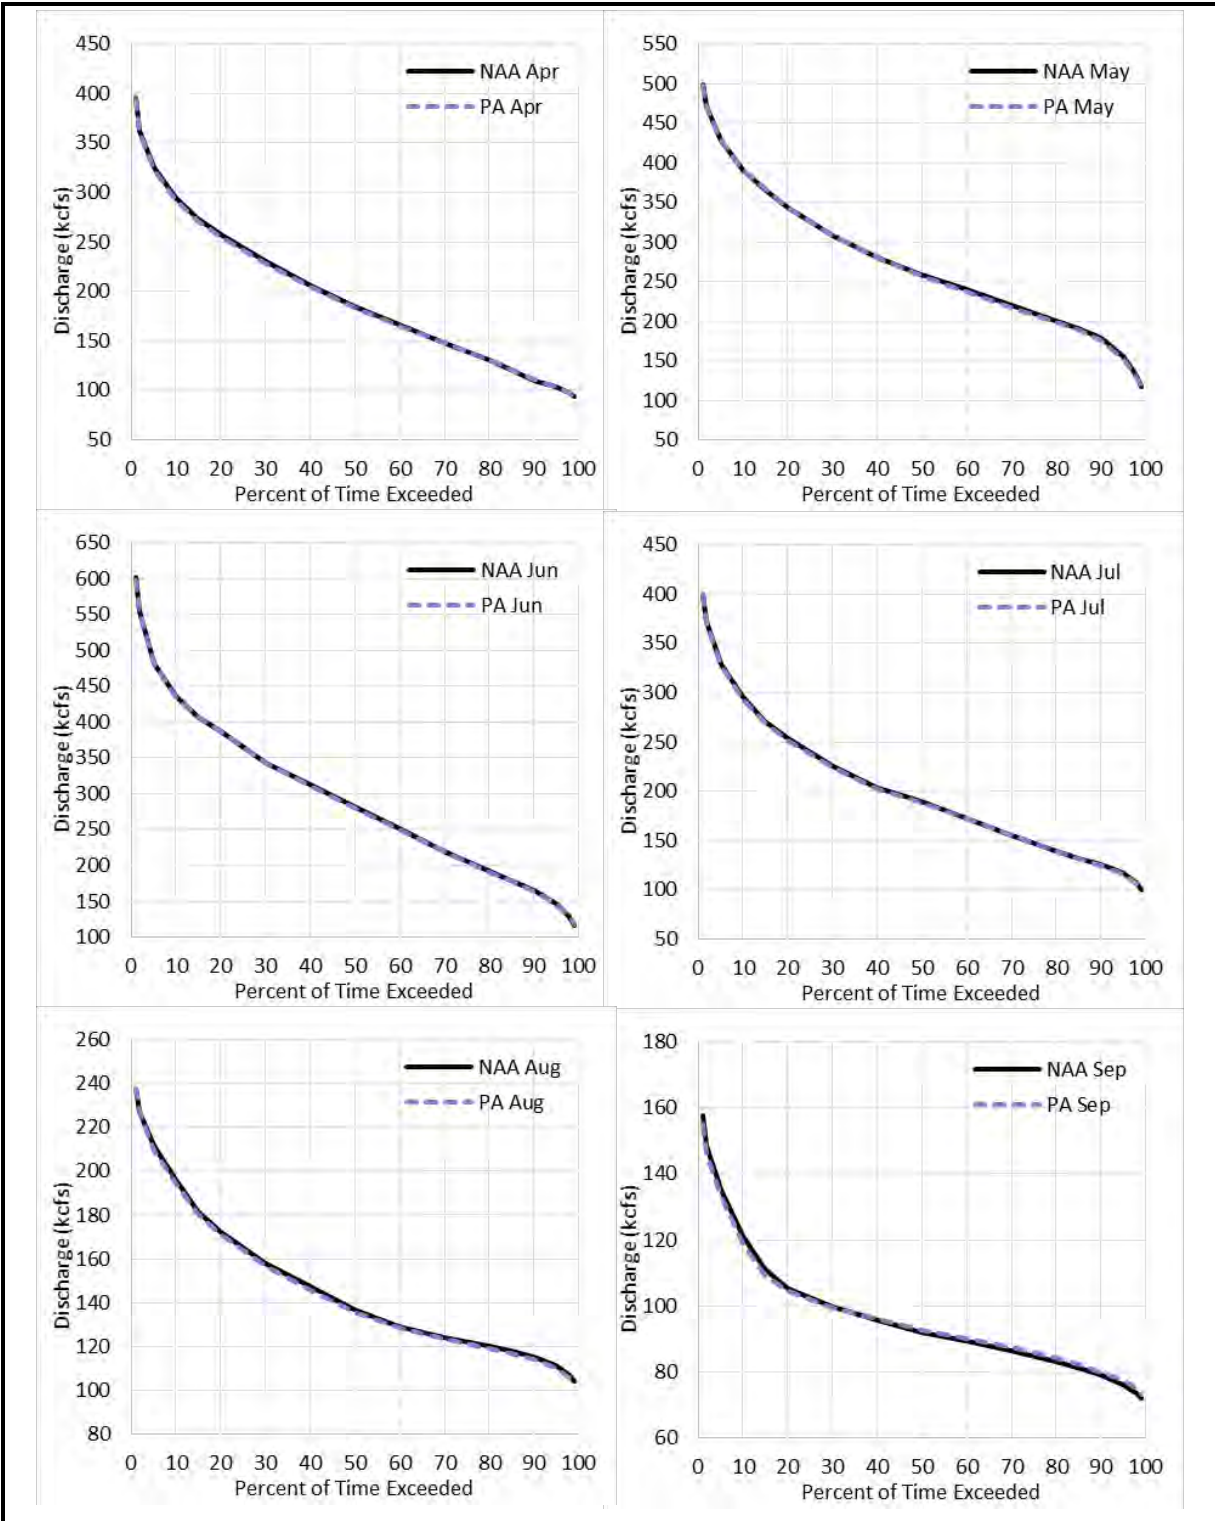 450
400
350
300
250
200
150
100
50
Discharge (kcfs)
NAA Apr
PA Apr
0 10 20 30 40 50 60 70 80 90 100
Percent of Time Exceeded
550
500
450
400
350
300
250
200
150
100
50
Discharge (kcfs)
NAA May
PA May
0 10 20 30 40 50 60 70 80 90 100
Percent of Time Exceeded
650
600
550
500
450
400
350
300
250
200
150
100
Discharge (kcfs)
NAA Jun
PA Jun
0 10 20 30 40 50 60 70 80 90 100
Percent of Time Exceeded
450
400
350
300
250
200
150
100
50
Discharge (kcfs)
NAA Jul
PA Jul
0 10 20 30 40 50 60 70 80 90 100
Percent of Time Exceeded
260
240
220
200
180
160
140
120
100
80
Discharge (kcfs)
NAA Aug
PA Aug
0 10 20 30 40 50 60 70 80 90 100
Percent of Time Exceeded
180
160
140
120
100
80
60
Discharge (kcfs)
NAA Sep
PA Sep
0 10 20 30 40 50 60 70 80 90 100
Percent of Time Exceeded